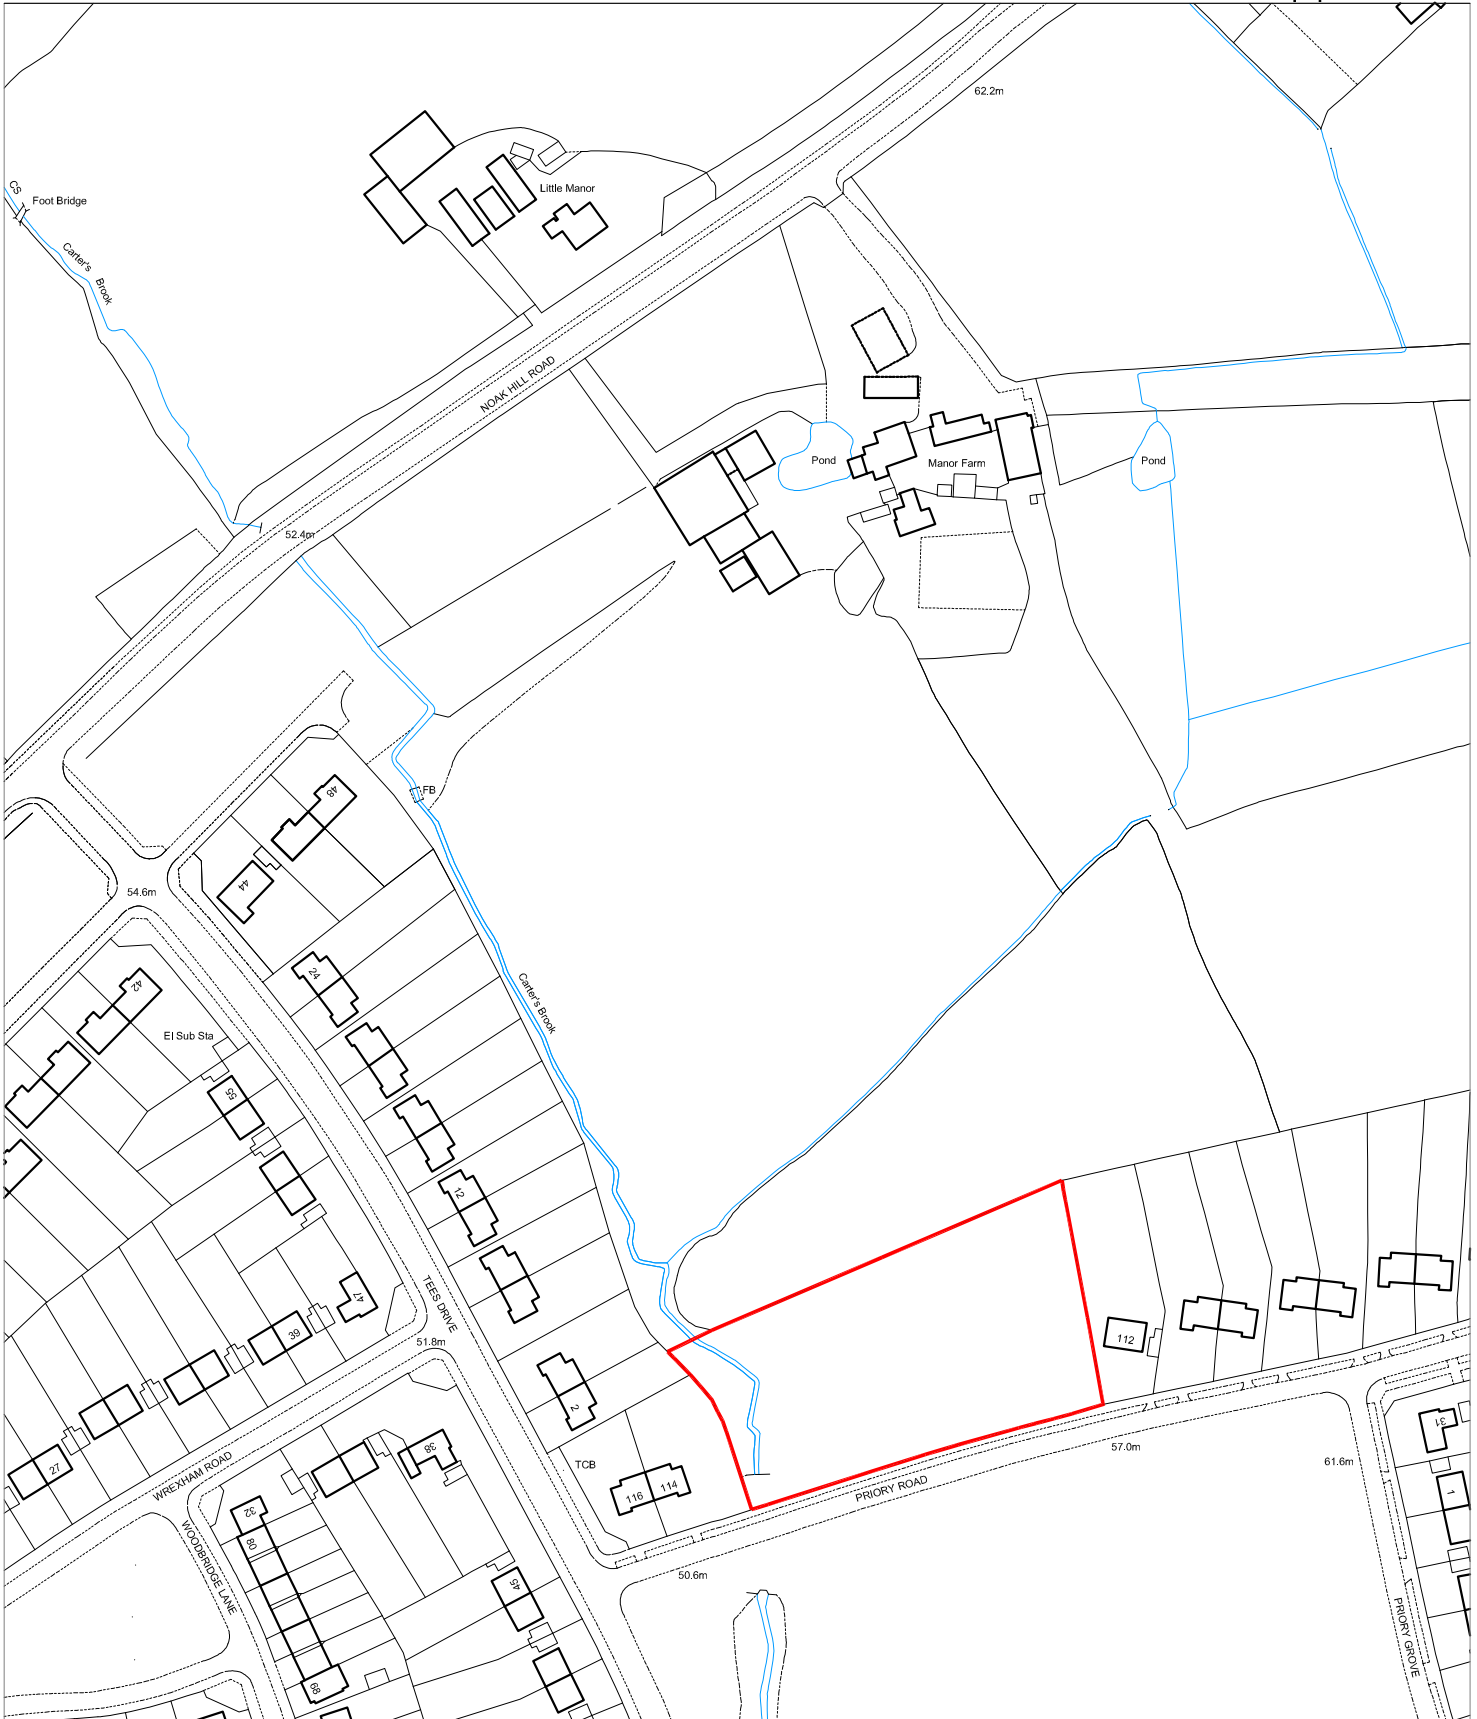 62.2m
CS
Foot Bridge
Little Manor
Carter's Brook
NOAK HILL ROAD
Pond
Manor Farm
Pond
52.4m
FB
48
44
54.6m
24
42
Carter's Brook
El Sub Sta
55
12
TEES DRIVE
47
39
51.8m
112
2
31
38
27
WREXHAM ROAD
TCB
116
114
PRIORY ROAD
57.0m
61.6m
1
32
80
WOODBRIDGE LANE
50.6m
45
PRIORY GROVE
68